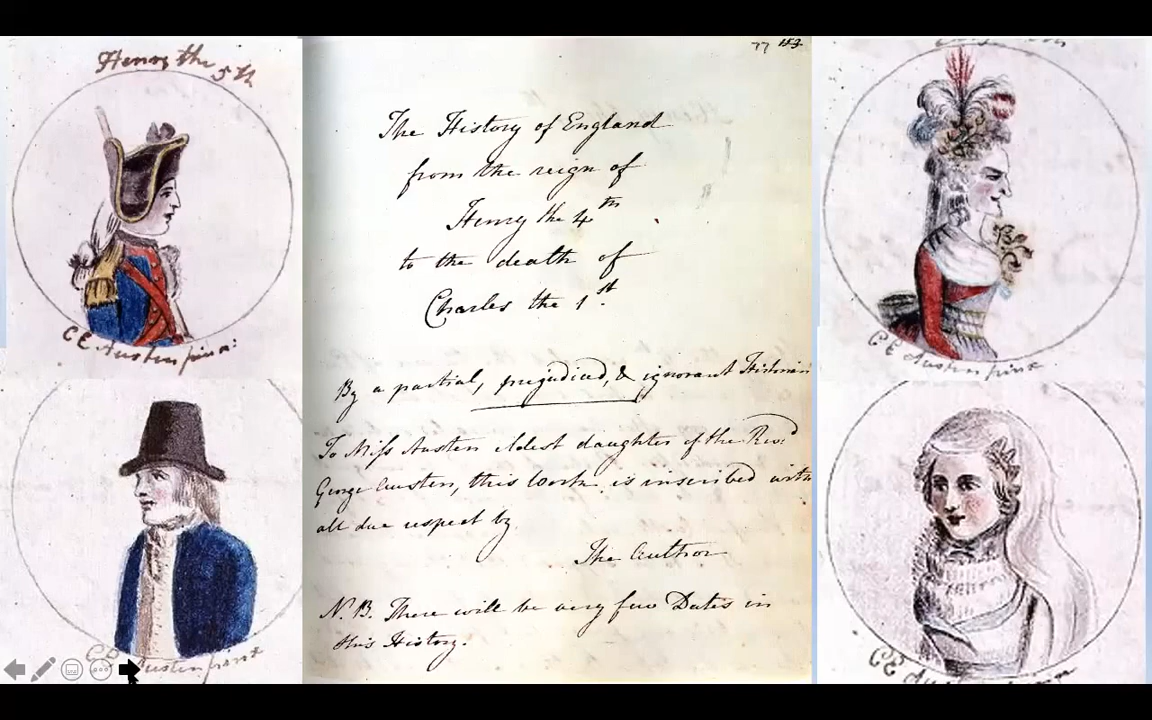 Henry the
5th
C E Austen pinx:
77 153
The History of England
from the reign of
Henry the 4th
to the death of
Charles the 1st.
By a partial, prejudiced, & ignorant Historian
To Miss Austen eldest daughter of the Revd
George Austen, this work is inscribed with
all due respect by
The Author
N.B. There will be very few Dates in
this History.
C E Austen pinx
C E Austen pinx